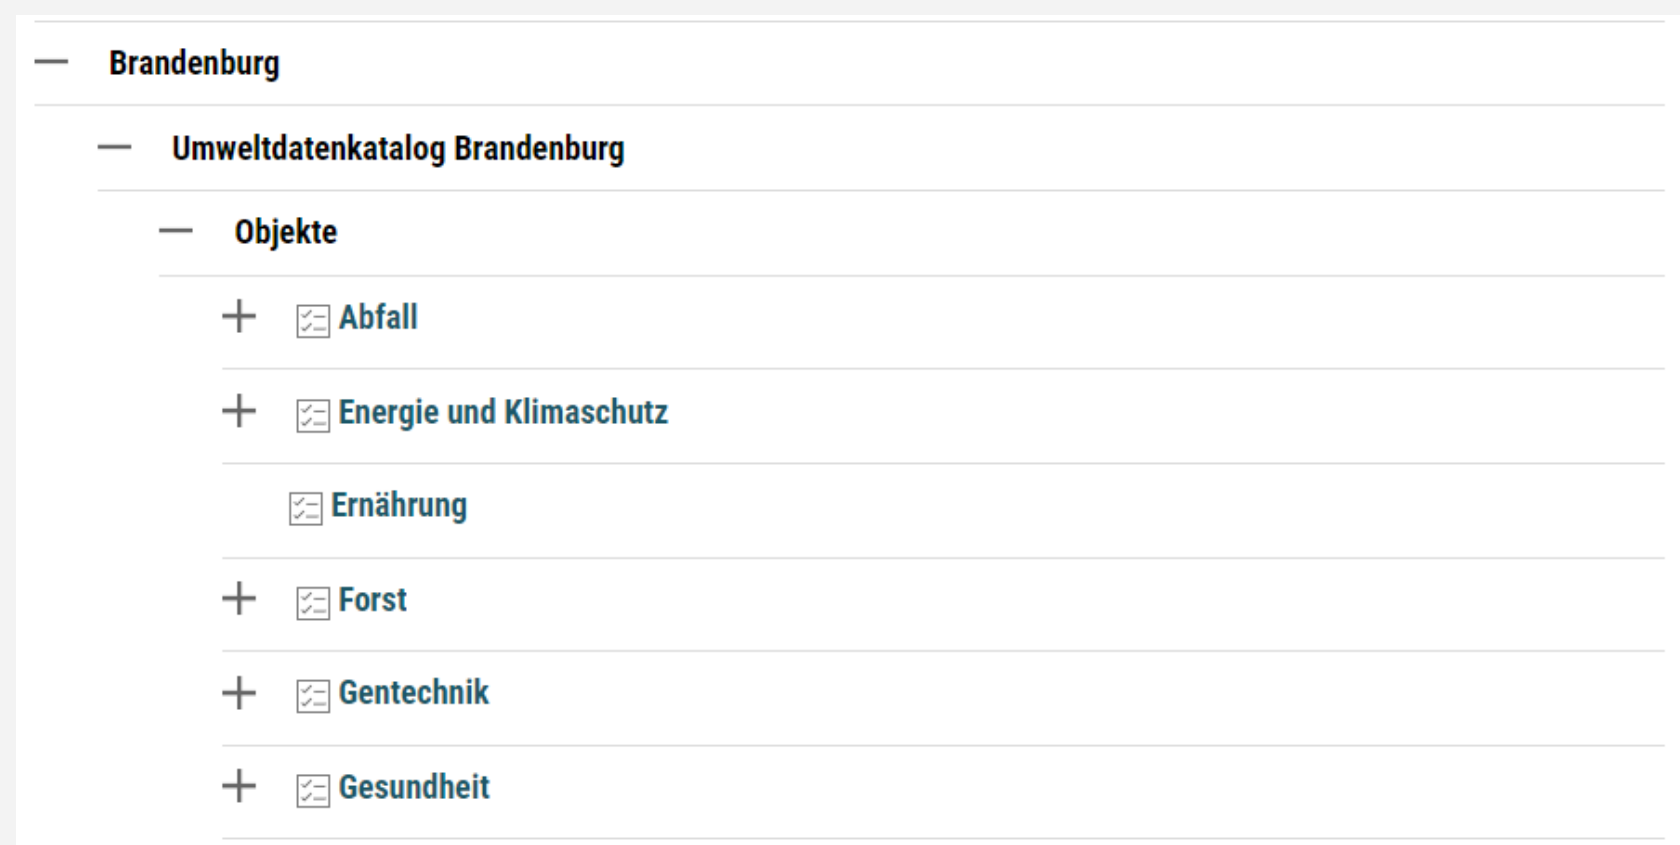 Brandenburg
Umweltdatenkatalog Brandenburg
Objekte
Abfall
Energie und Klimaschutz
Ernährung
Forst
Gentechnik
Gesundheit